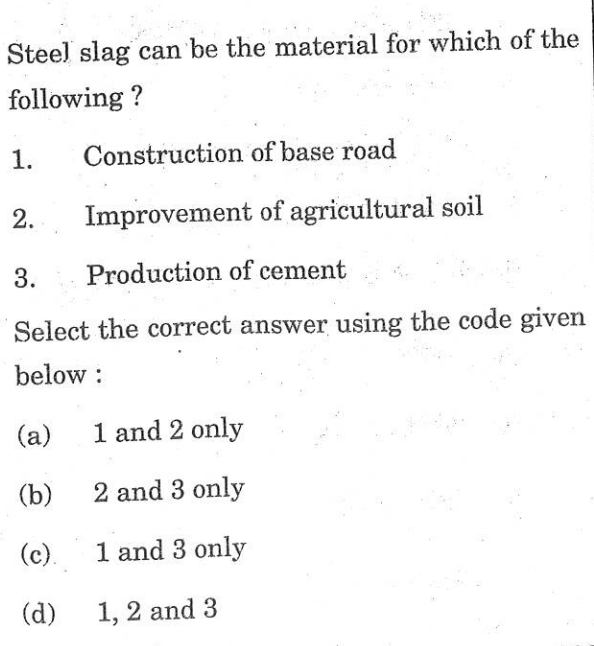 Steel slag can be the material for which of the
following ?
1. Construction of base road
2. Improvement of agricultural soil
3. Production of cement
Select the correct answer using the code given
below :
(a) 1 and 2 only
(b) 2 and 3 only
(c) 1 and 3 only
(d) 1, 2 and 3